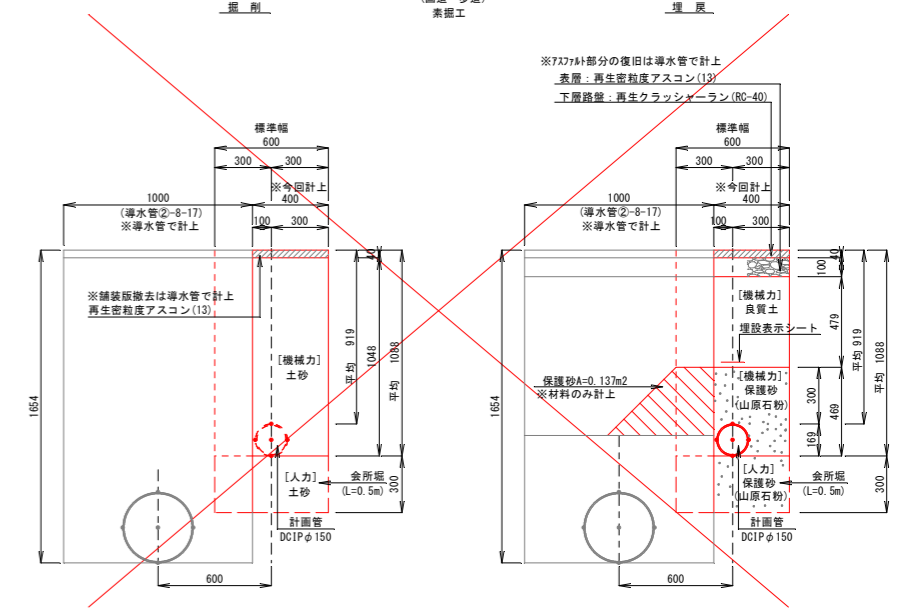 掘 削
素掘工
埋 戻
標準幅
600
300
300
※今回計上
1000
400
(導水管②-8-17)
※導水管で計上
100
300
40
※舗装版撤去は導水管で計上
再生密粒度アスコン(13)
[機械力]
土砂
平均 919
1048
平均 1088
1654
[人力]
土砂
会所堀
(L=0.5m)
300
計画管
DCIPφ150
600
※アスファルト部分の復旧は導水管で計上
表層：再生密粒度アスコン(13)
下層路盤：再生クラッシャーラン(RC-40)
標準幅
600
300
300
※今回計上
1000
400
(導水管②-8-17)
※導水管で計上
100
300
40
100
[機械力]
良質土
479
埋設表示シート
平均 919
平均 1088
保護砂A=0.137m2
※材料のみ計上
[機械力]
保護砂
(山原石粉)
300
469
169
1654
[人力]
保護砂
(山原石粉)
会所堀
(L=0.5m)
300
計画管
DCIPφ150
600